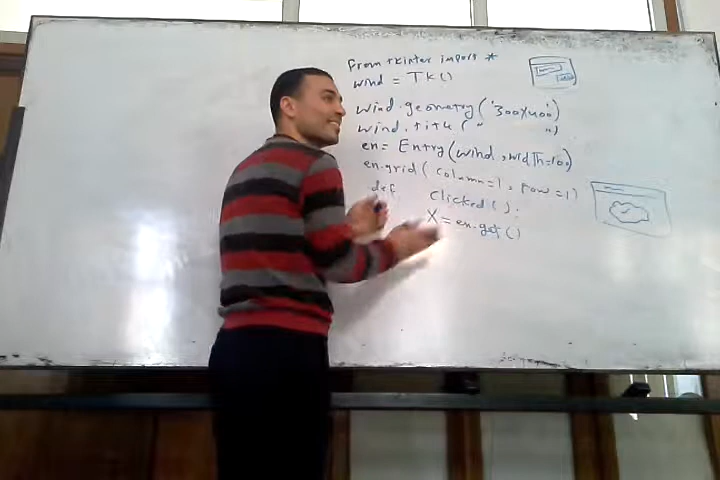 from tkinter import *
wind = Tk()
wind.geometry('300x400')
wind.title(" ")
en = Entry(wind, width=100)
en.grid(column=1, row=1)
def clicked():
X = en.get()